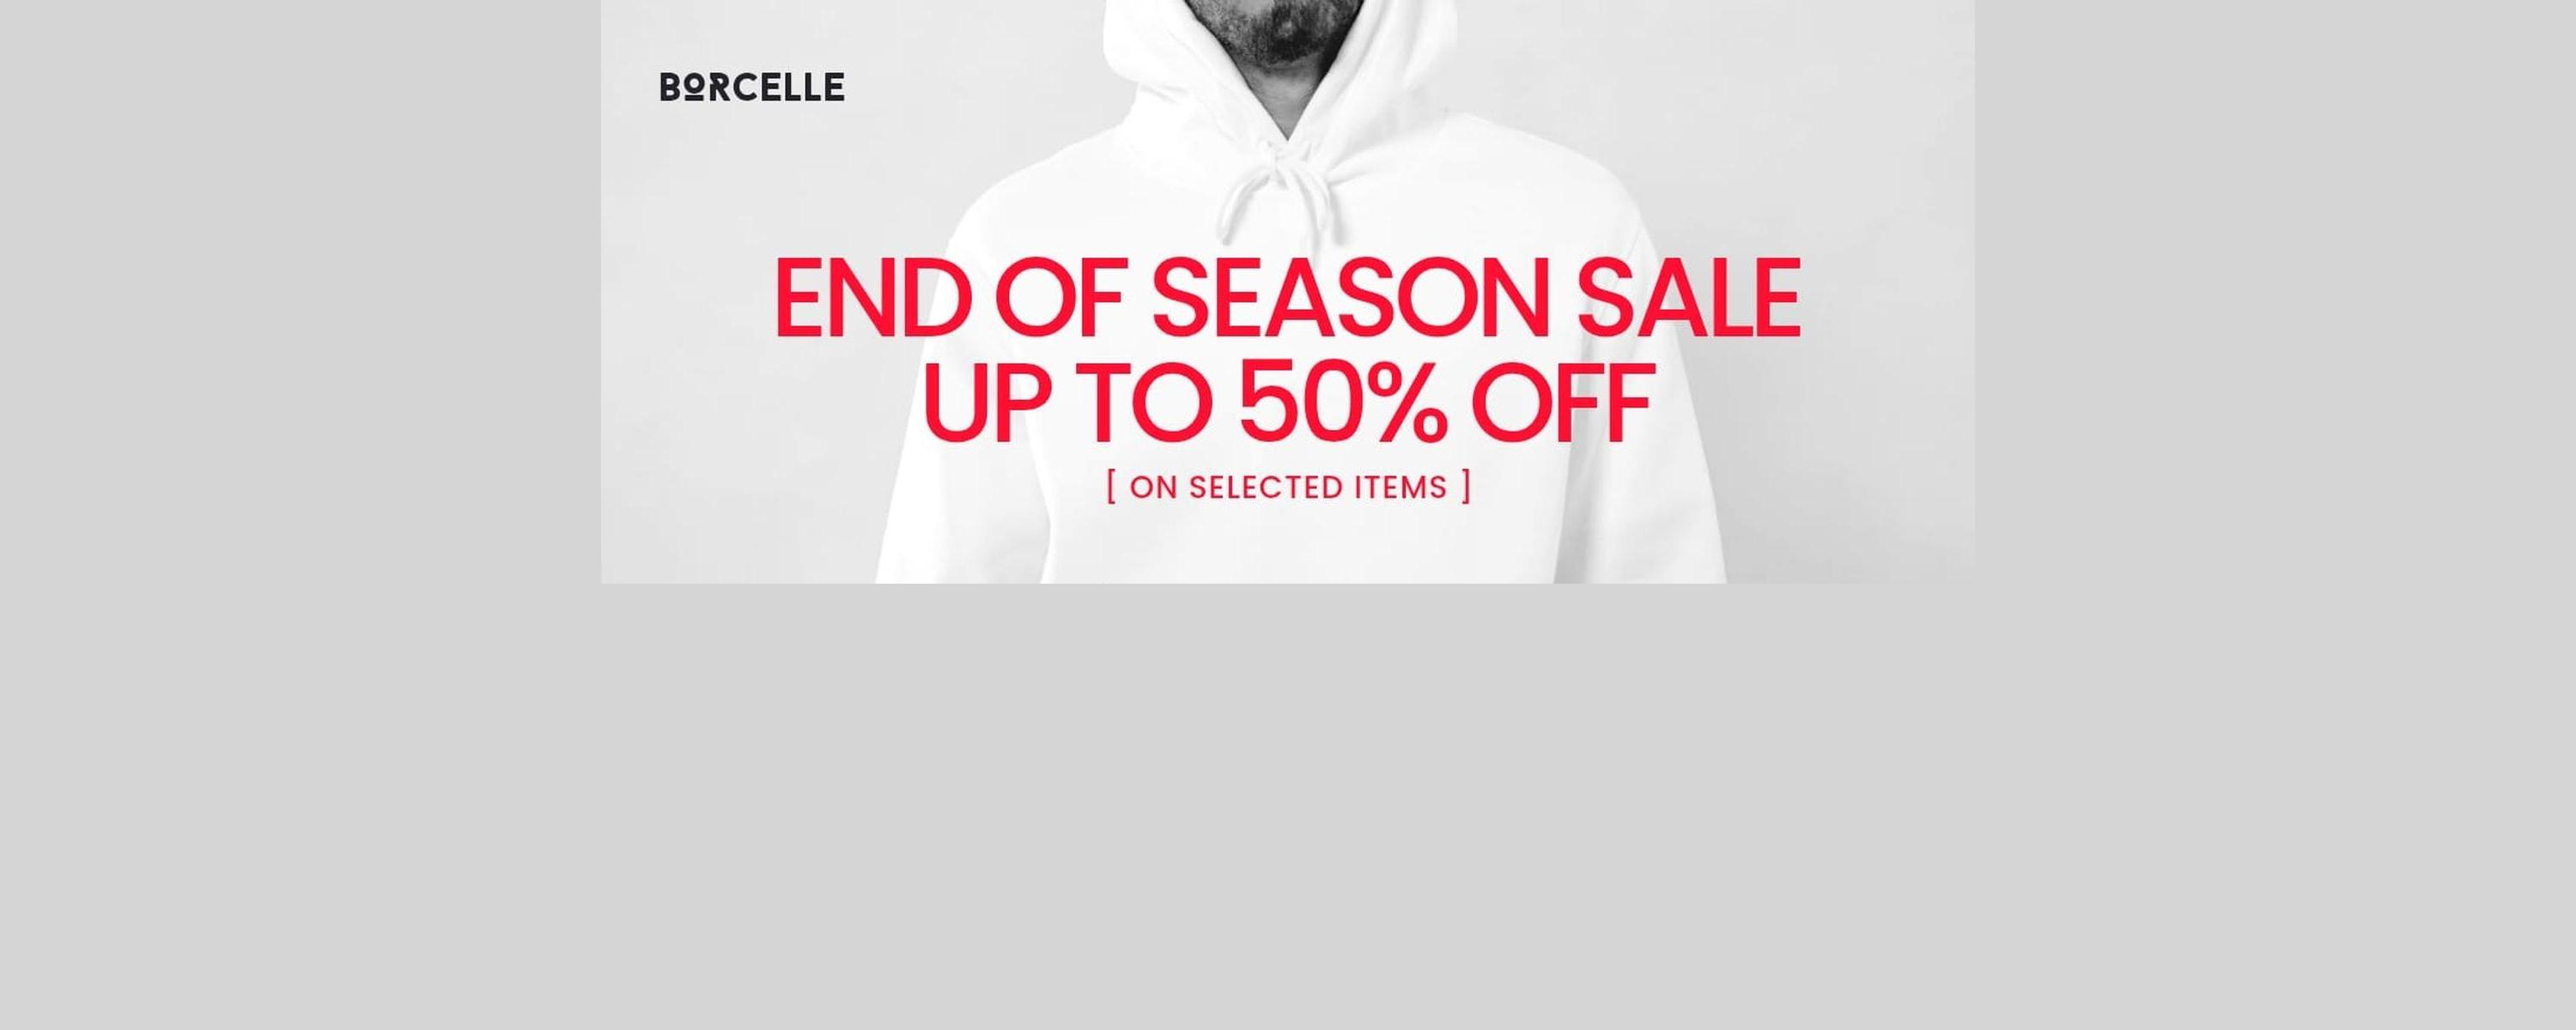 BORCELLE
END OF SEASON SALE
UP TO 50% OFF
[ ON SELECTED ITEMS ]